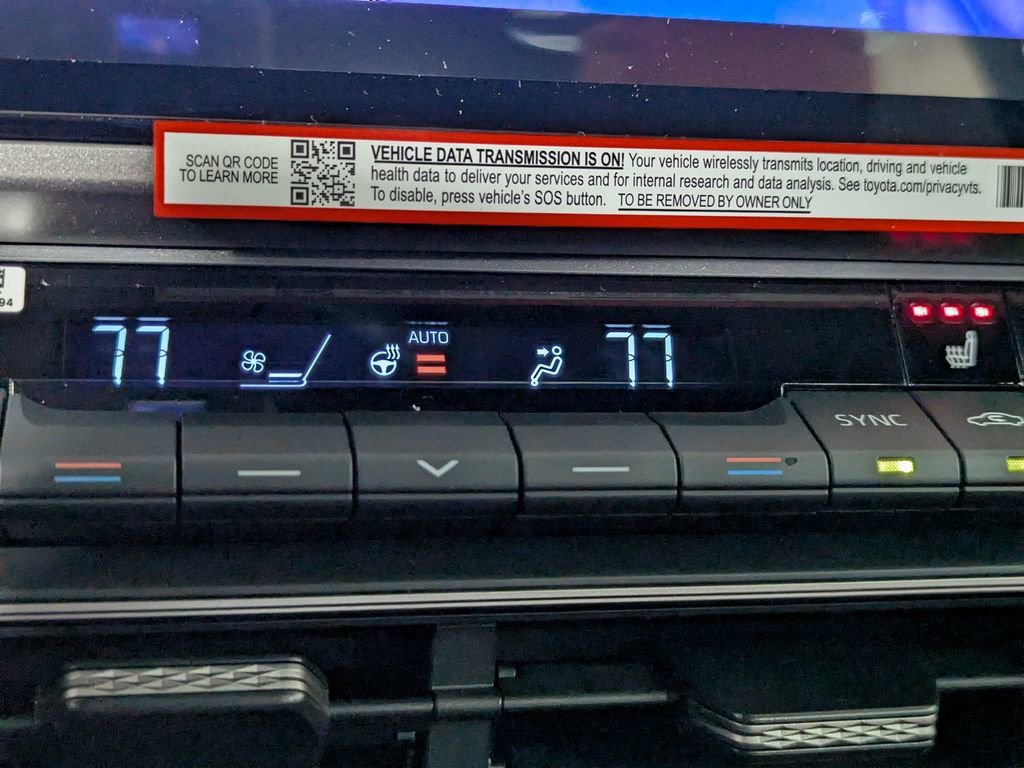 SCAN QR CODE
TO LEARN MORE
VEHICLE DATA TRANSMISSION IS ON! Your vehicle wirelessly transmits location, driving and vehicle
health data to deliver your services and for internal research and data analysis. See toyota.com/privacyvts.
To disable, press vehicle's SOS button. TO BE REMOVED BY OWNER ONLY
94
77
AUTO
77
SYNC